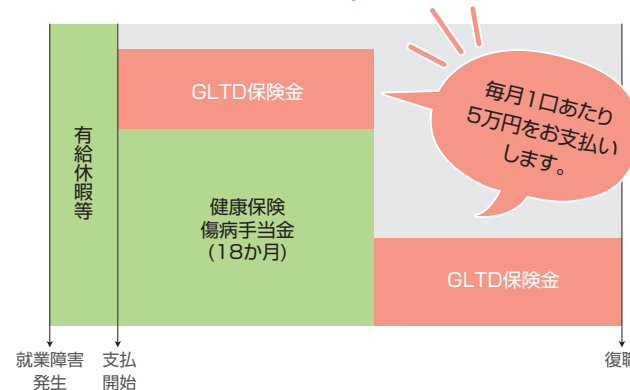 GLTD保険金
毎月1口あたり
5万円をお支払い
します。
有給休暇等
健康保険
傷病手当金
(18か月)
GLTD保険金
就業障害
発生
支払
開始
復職